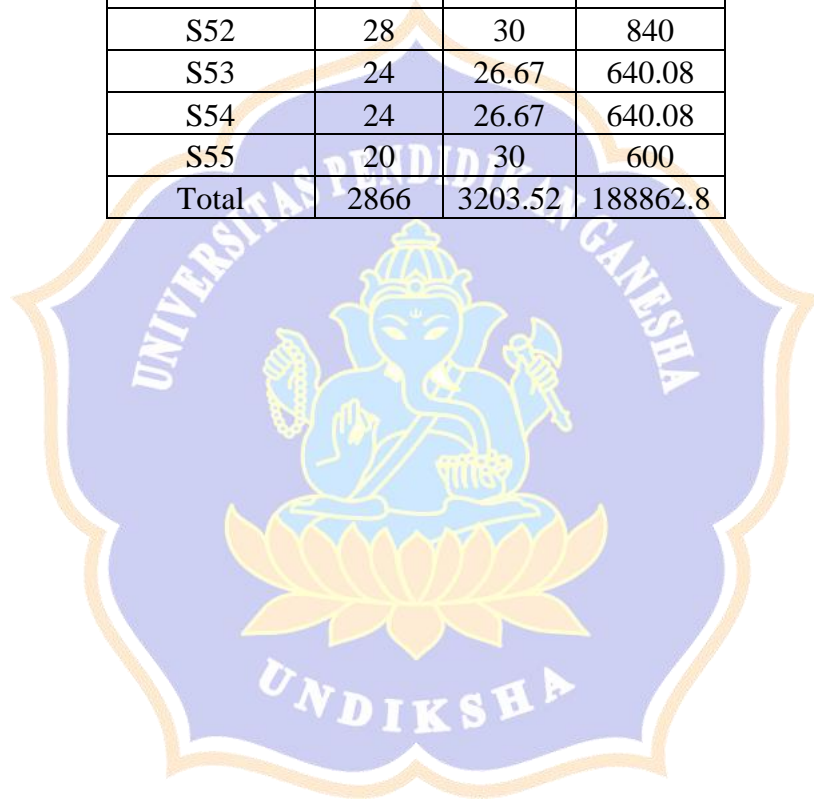 S52 28 30 840
S53 24 26.67 640.08
S54 24 26.67 640.08
S55 20 30 600
Total 2866 3203.52 188862.8
UNIVERSITAS PENDIDIKAN GANESHA
UNDIKSHA